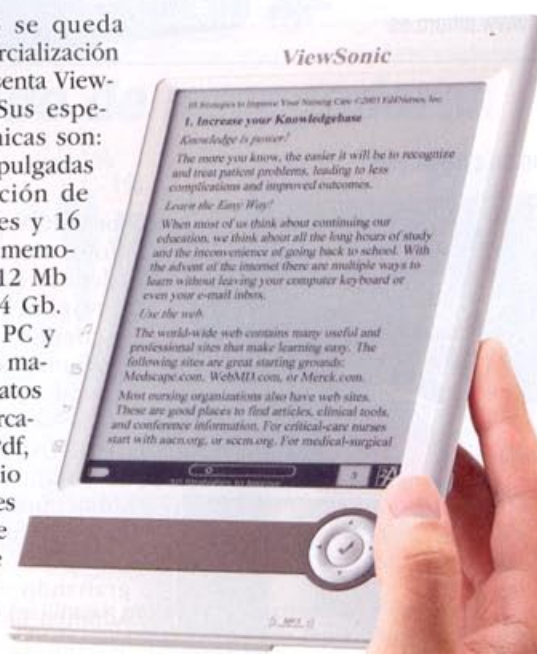 se queda
rcialización
senta View-
Sus espe-
nicas son:
pulgadas
ción de
es y 16
memo-
12 Mb
4 Gb.
PC y
ma-
atos
rca-
df,
io
es
e
ViewSonic
10 Strategies to Improve Your Nursing Care ©2003 Inc.
1. Increase your Knowledgebase
Knowledge is power!
The more you know, the easier it will be to recognize
and treat patient problems, leading to less
complications and improved outcomes.
Learn the Easy Way!
When most of us think about continuing our
education, we think about all the long hours of study
and the inconvenience of going back to school. With
the advent of the internet there are multiple ways to
learn without leaving your computer keyboard or
even your e-mail inbox.
Use the web.
The world-wide web contains many useful and
professional sites that make learning easy. The
following sites are great starting grounds:
Medscape.com, WebMD.com, or Merck.com.
Most nursing organizations also have web sites.
These are good places to find articles, clinical tools,
and conference information. For critical-care nurses
start with aacn.org, or sccm.org. For medical-surgical
10 Strategies to Improve
3